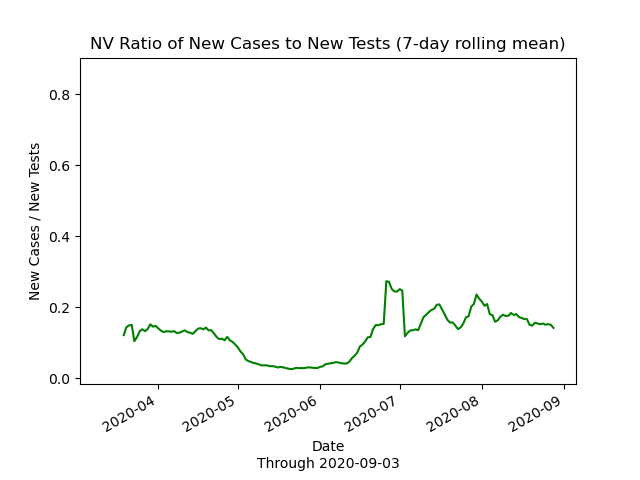 NV Ratio of New Cases to New Tests (7-day rolling mean)
New Cases / New Tests
0.8
0.6
0.4
0.2
0.0
2020-04
2020-05
2020-06
2020-07
2020-08
2020-09
Date
Through 2020-09-03